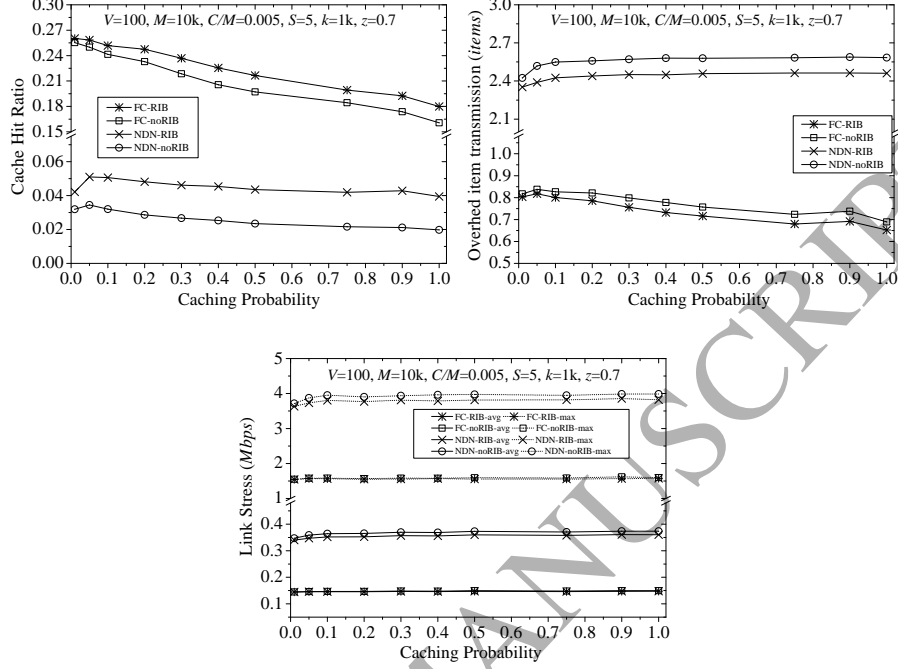 V=100, M=10k, C/M=0.005, S=5, k=1k, z=0.7
Cache Hit Ratio
0.30
0.27
0.24
0.21
0.18
0.15
0.06
0.04
0.02
0.00
FC-RIB
FC-noRIB
NDN-RIB
NDN-noRIB
0.0 0.1 0.2 0.3 0.4 0.5 0.6 0.7 0.8 0.9 1.0
Caching Probability
V=100, M=10k, C/M=0.005, S=5, k=1k, z=0.7
Overhed item transmission (items)
3.0
2.7
2.4
2.1
1.0
0.9
0.8
0.7
0.6
0.5
FC-RIB
FC-noRIB
NDN-RIB
NDN-noRIB
0.0 0.1 0.2 0.3 0.4 0.5 0.6 0.7 0.8 0.9 1.0
Caching Probability
V=100, M=10k, C/M=0.005, S=5, k=1k, z=0.7
Link Stress (Mbps)
5
4
3
2
1
0.4
0.3
0.2
0.1
FC-RIB-avg FC-RIB-max
FC-noRIB-avg FC-noRIB-max
NDN-RIB-avg NDN-RIB-max
NDN-noRIB-avg NDN-noRIB-max
0.0 0.1 0.2 0.3 0.4 0.5 0.6 0.7 0.8 0.9 1.0
Caching Probability
ANUSCRIP